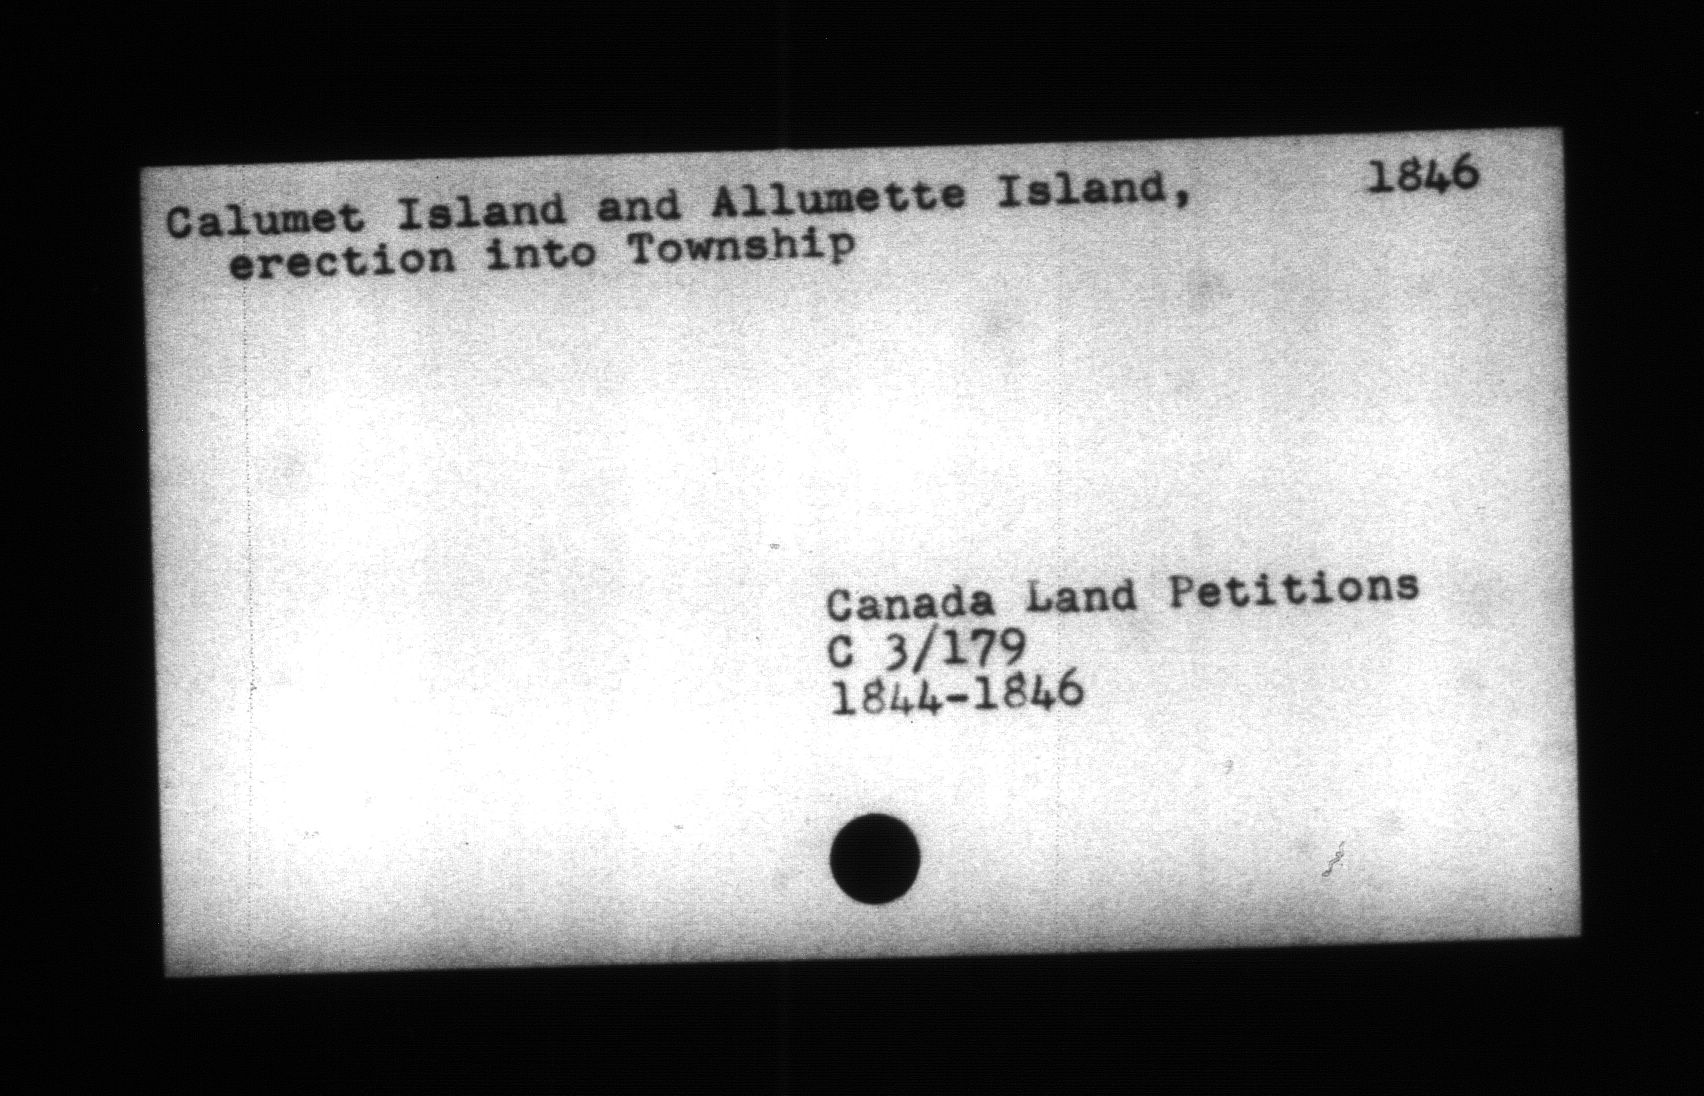 Calumet Island and Allumette Island, 1846
erection into Township
Canada Land Petitions
C 3/179
1844-1846